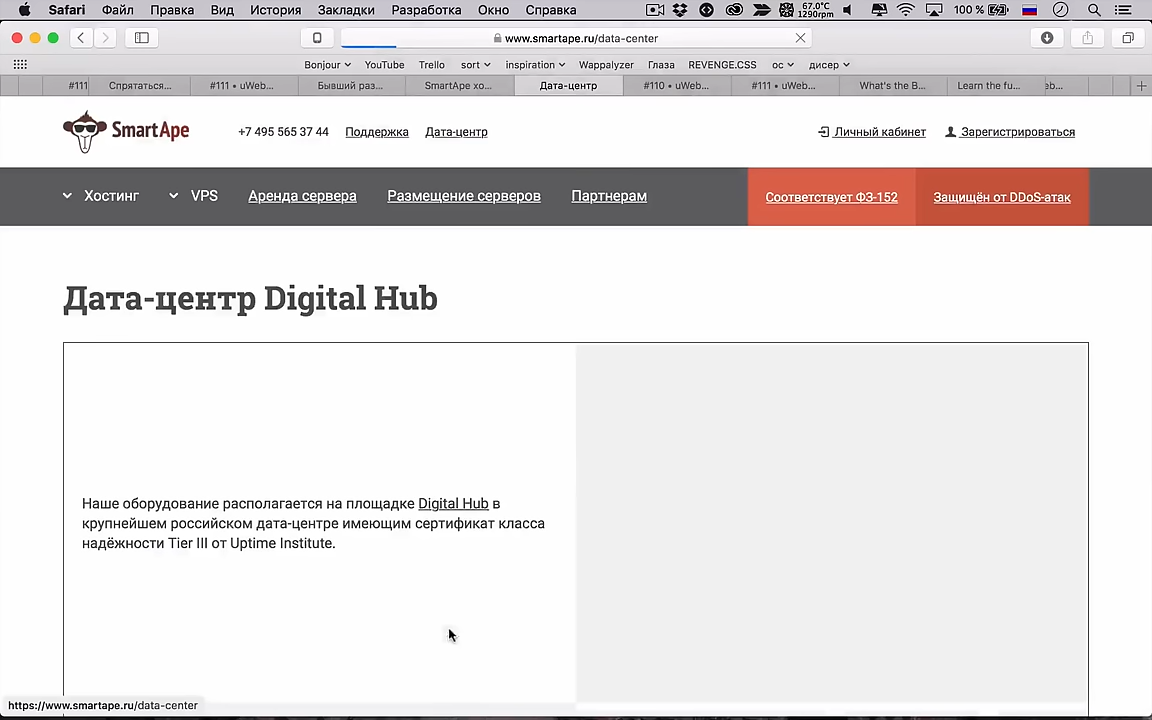 Safari Файл Правка Вид История Закладки Разработка Окно Справка 67.0°C 1290rpm 100 %
www.smartape.ru/data-center
Bonjour YouTube Trello sort inspiration Wappalyzer Глаза REVENGE.CSS ос дисер
#111 Спрятаться... #111 • uWeb... Бывший раз... SmartApe хо... Дата-центр #110 • uWeb... #111 • uWeb... What's the B... Learn the fu... eb...
SmartApe +7 495 565 37 44 Поддержка Дата-центр Личный кабинет Зарегистрироваться
Хостинг VPS Аренда сервера Размещение серверов Партнерам Соответствует ФЗ-152 Защищён от DDoS-атак
Дата-центр Digital Hub
Наше оборудование располагается на площадке Digital Hub в
крупнейшем российском дата-центре имеющим сертификат класса
надёжности Tier III от Uptime Institute.
https://www.smartape.ru/data-center